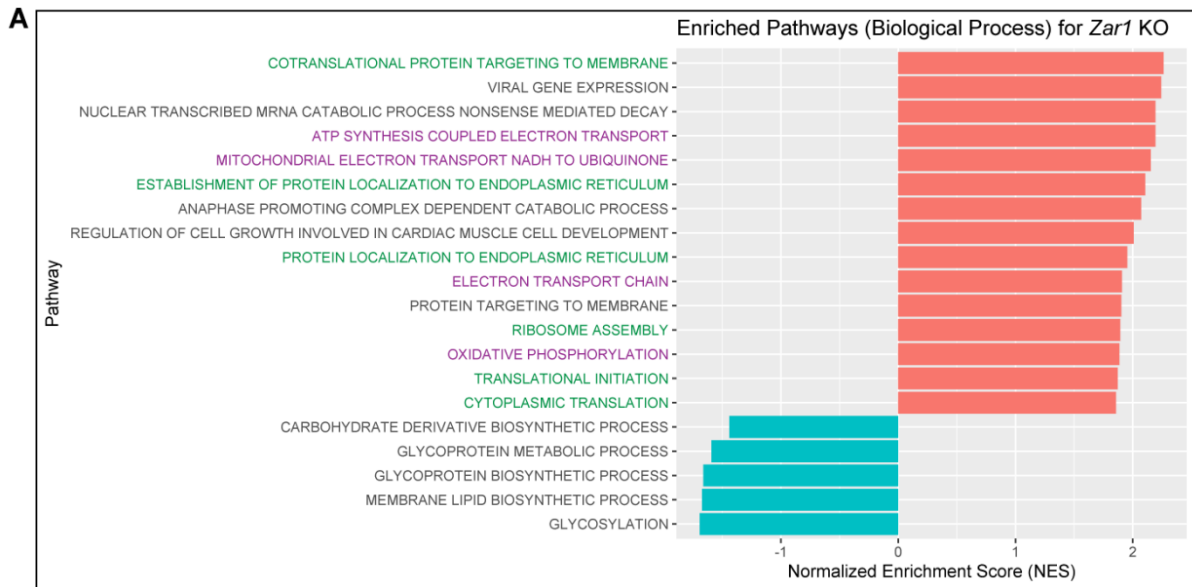 A
Enriched Pathways (Biological Process) for Zar1 KO
COTRANSLATIONAL PROTEIN TARGETING TO MEMBRANE
VIRAL GENE EXPRESSION
NUCLEAR TRANSCRIBED MRNA CATABOLIC PROCESS NONSENSE MEDIATED DECAY
ATP SYNTHESIS COUPLED ELECTRON TRANSPORT
MITOCHONDRIAL ELECTRON TRANSPORT NADH TO UBIQUINONE
ESTABLISHMENT OF PROTEIN LOCALIZATION TO ENDOPLASMIC RETICULUM
ANAPHASE PROMOTING COMPLEX DEPENDENT CATABOLIC PROCESS
REGULATION OF CELL GROWTH INVOLVED IN CARDIAC MUSCLE CELL DEVELOPMENT
PROTEIN LOCALIZATION TO ENDOPLASMIC RETICULUM
ELECTRON TRANSPORT CHAIN
PROTEIN TARGETING TO MEMBRANE
RIBOSOME ASSEMBLY
OXIDATIVE PHOSPHORYLATION
TRANSLATIONAL INITIATION
CYTOPLASMIC TRANSLATION
CARBOHYDRATE DERIVATIVE BIOSYNTHETIC PROCESS
GLYCOPROTEIN METABOLIC PROCESS
GLYCOPROTEIN BIOSYNTHETIC PROCESS
MEMBRANE LIPID BIOSYNTHETIC PROCESS
GLYCOSYLATION
Pathway
-1 0 1 2
Normalized Enrichment Score (NES)